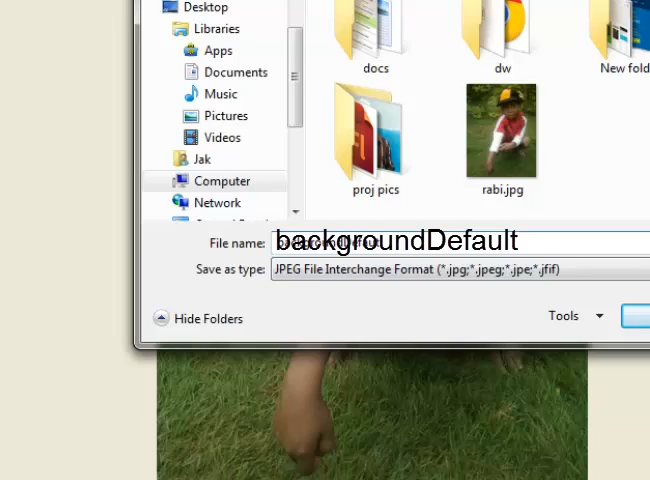 Desktop
Libraries
Apps
Documents
Music
Pictures
Videos
Jak
Computer
Network
docs
dw
New fold
proj pics
rabi.jpg
File name: backgroundDefault
Save as type: JPEG File Interchange Format (*.jpg;*.jpeg;*.jpe;*.jfif)
Hide Folders
Tools